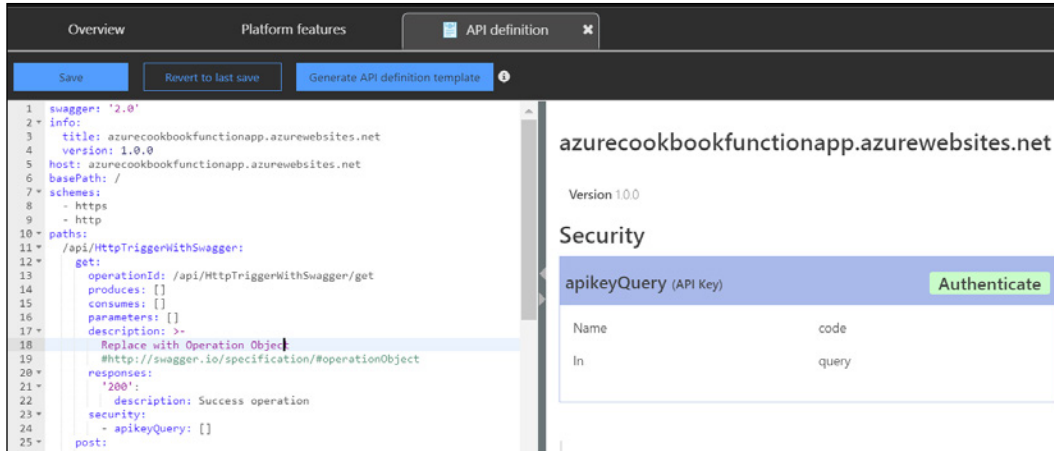 Overview Platform features API definition
Save Revert to last save Generate API definition template
1 swagger: '2.0'
2 info:
3 title: azurecookbookfunctionapp.azurewebsites.net
4 version: 1.0.0
5 host: azurecookbookfunctionapp.azurewebsites.net
6 basePath: /
7 schemes:
8 - https
9 - http
10 paths:
11 /api/HttpTriggerWithSwagger:
12 get:
13 operationId: /api/HttpTriggerWithSwagger/get
14 produces: []
15 consumes: []
16 parameters: []
17 description: >-
18 Replace with Operation Object
19 #http://swagger.io/specification/#operationObject
20 responses:
21 '200':
22 description: Success operation
23 security:
24 - apikeyQuery: []
25 post:
azurecookbookfunctionapp.azurewebsites.net
Version 1.0.0
Security
apikeyQuery (API Key) Authenticate
Name code
In query